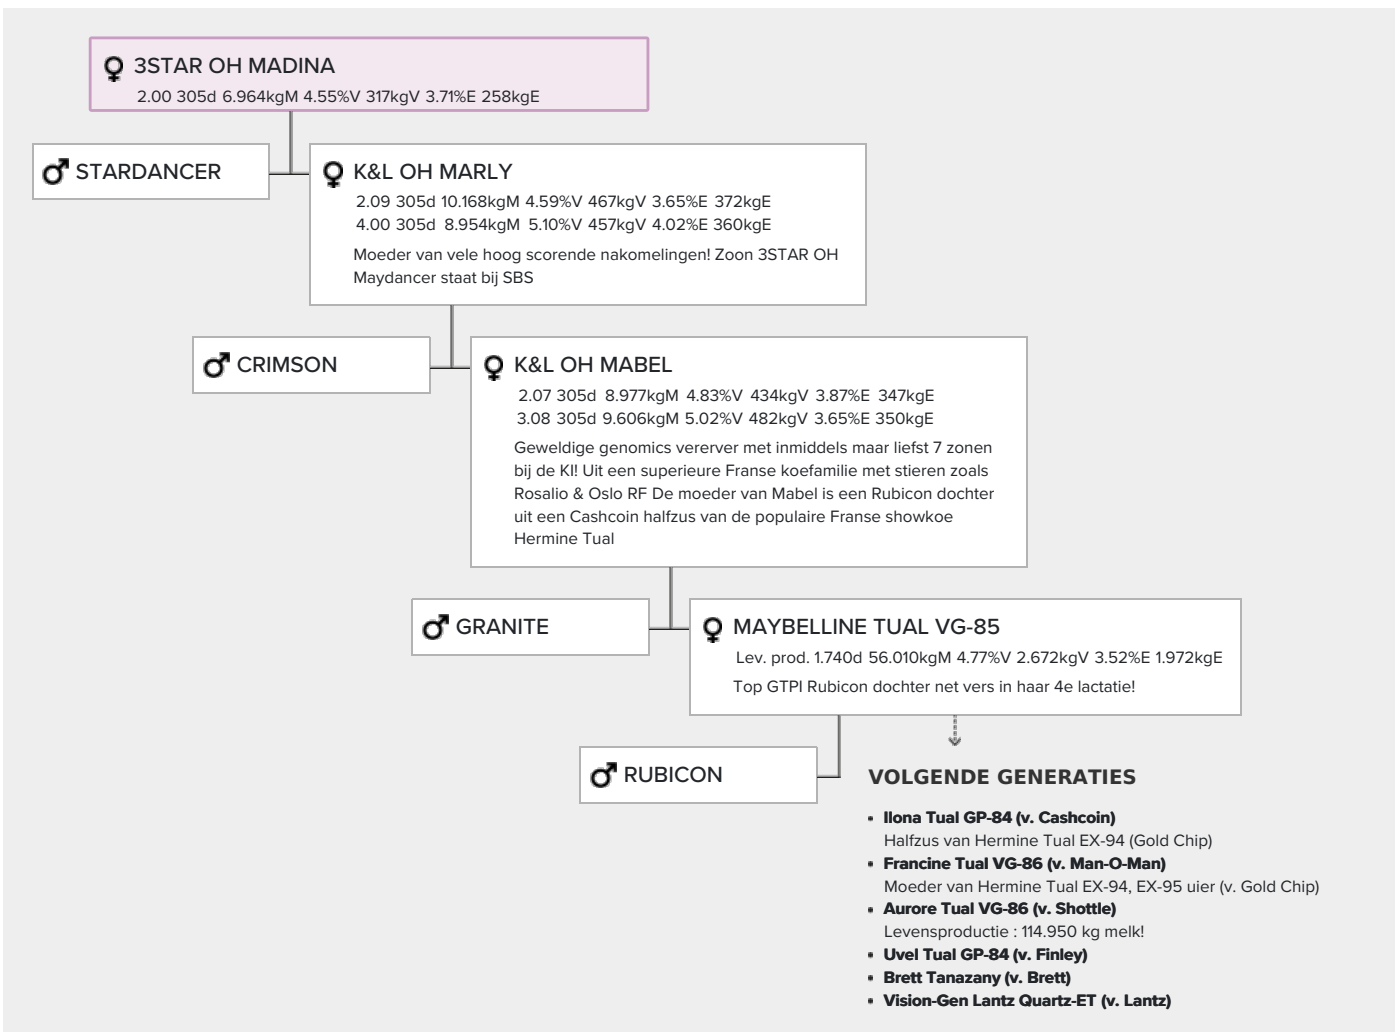 3STAR OH MADINA
2.00 305d 6.964kgM 4.55%V 317kgV 3.71%E 258kgE
STARDANCER
K&L OH MARLY
2.09 305d 10.168kgM 4.59%V 467kgV 3.65%E 372kgE
4.00 305d 8.954kgM 5.10%V 457kgV 4.02%E 360kgE
Moeder van vele hoog scorende nakomelingen! Zoon 3STAR OH
Maydancer staat bij SBS
CRIMSON
K&L OH MABEL
2.07 305d 8.977kgM 4.83%V 434kgV 3.87%E 347kgE
3.08 305d 9.606kgM 5.02%V 482kgV 3.65%E 350kgE
Geweldige genomics vererver met inmiddels maar liefst 7 zonen
bij de KI! Uit een superieure Franse koefamilie met stieren zoals
Rosalio & Oslo RF De moeder van Mabel is een Rubicon dochter
uit een Cashcoin halfzus van de populaire Franse showkoe
Hermine Tual
GRANITE
MAYBELLINE TUAL VG-85
Lev. prod. 1.740d 56.010kgM 4.77%V 2.672kgV 3.52%E 1.972kgE
Top GTPI Rubicon dochter net vers in haar 4e lactatie!
RUBICON
VOLGENDE GENERATIES
• Ilona Tual GP-84 (v. Cashcoin)
Halfzus van Hermine Tual EX-94 (Gold Chip)
• Francine Tual VG-86 (v. Man-O-Man)
Moeder van Hermine Tual EX-94, EX-95 uier (v. Gold Chip)
• Aurore Tual VG-86 (v. Shottle)
Levensproductie : 114.950 kg melk!
• Uvel Tual GP-84 (v. Finley)
• Brett Tanazany (v. Brett)
• Vision-Gen Lantz Quartz-ET (v. Lantz)